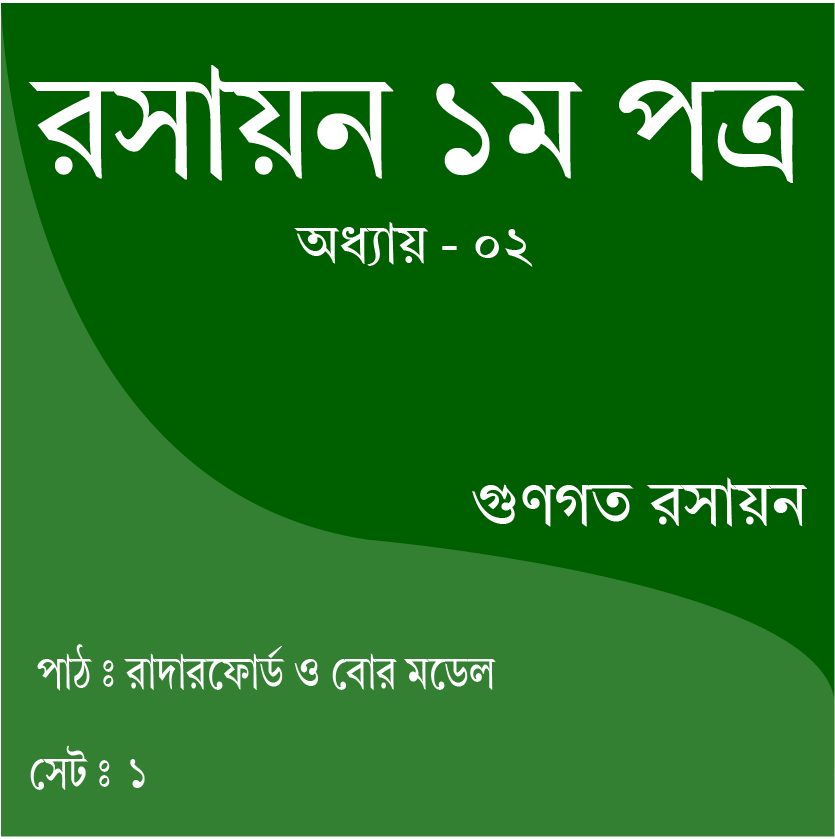 রসায়ন ১ম পত্র
অধ্যায় - ০২
গুণগত রসায়ন
পাঠ ঃ রাদারফোর্ড ও বোর মডেল
সেট ঃ ১